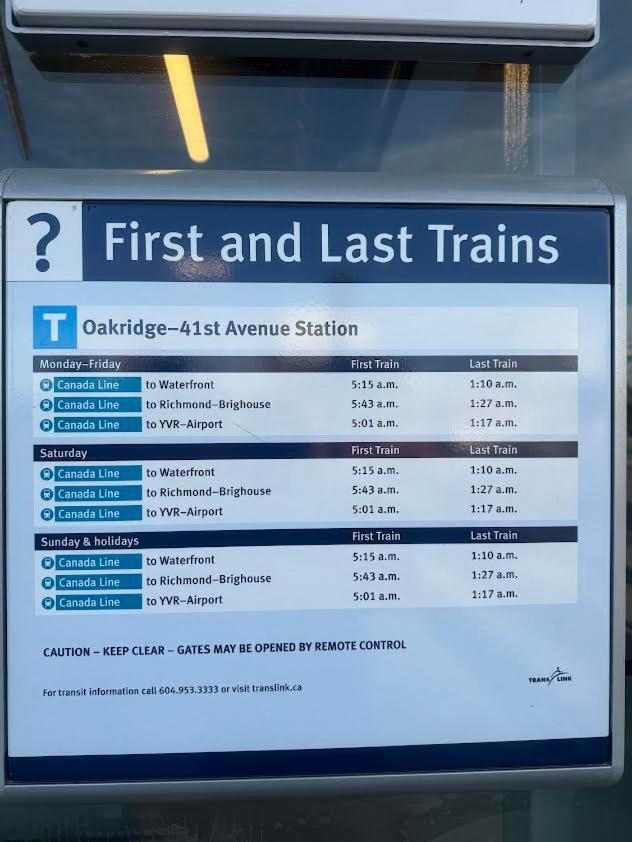 ? First and Last Trains
T Oakridge–41st Avenue Station
Monday–Friday First Train Last Train
Canada Line to Waterfront 5:15 a.m. 1:10 a.m.
Canada Line to Richmond–Brighouse 5:43 a.m. 1:27 a.m.
Canada Line to YVR–Airport 5:01 a.m. 1:17 a.m.
Saturday First Train Last Train
Canada Line to Waterfront 5:15 a.m. 1:10 a.m.
Canada Line to Richmond–Brighouse 5:43 a.m. 1:27 a.m.
Canada Line to YVR–Airport 5:01 a.m. 1:17 a.m.
Sunday & holidays First Train Last Train
Canada Line to Waterfront 5:15 a.m. 1:10 a.m.
Canada Line to Richmond–Brighouse 5:43 a.m. 1:27 a.m.
Canada Line to YVR–Airport 5:01 a.m. 1:17 a.m.
CAUTION – KEEP CLEAR – GATES MAY BE OPENED BY REMOTE CONTROL
TRANS LINK
For transit information call 604.953.3333 or visit translink.ca